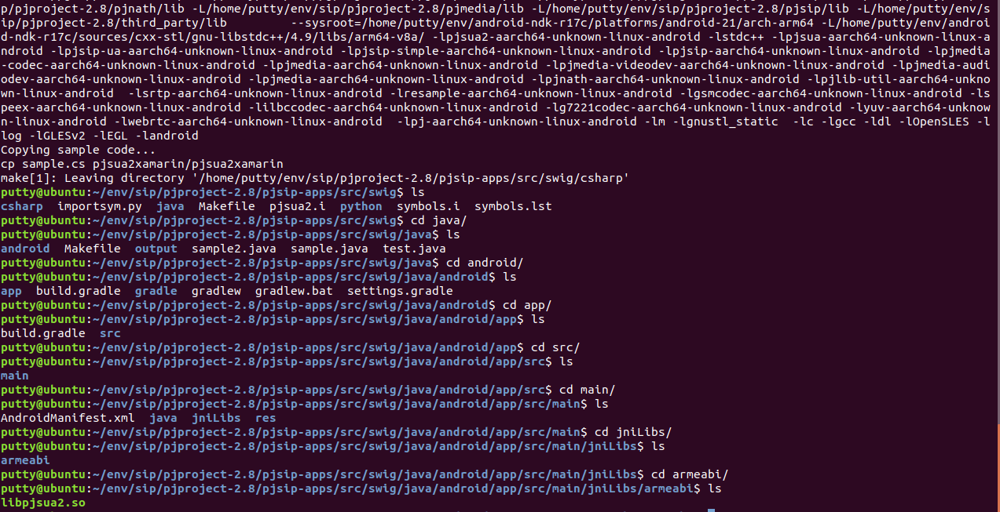 p/pjproject-2.8/pjnath/lib -L/home/putty/env/sip/pjproject-2.8/pjmedia/lib -L/home/putty/env/sip/pjproject-2.8/pjsip/lib -L/home/putty/env/s
ip/pjproject-2.8/third_party/lib         --sysroot=/home/putty/env/android-ndk-r17c/platforms/android-21/arch-arm64 -L/home/putty/env/androi
d-ndk-r17c/sources/cxx-stl/gnu-libstdc++/4.9/libs/arm64-v8a/ -lpjsua2-aarch64-unknown-linux-android -lstdc++ -lpjsua-aarch64-unknown-linux-a
ndroid -lpjsip-ua-aarch64-unknown-linux-android -lpjsip-simple-aarch64-unknown-linux-android -lpjsip-aarch64-unknown-linux-android -lpjmedia
-codec-aarch64-unknown-linux-android -lpjmedia-aarch64-unknown-linux-android -lpjmedia-videodev-aarch64-unknown-linux-android -lpjmedia-audi
odev-aarch64-unknown-linux-android -lpjmedia-aarch64-unknown-linux-android -lpjnath-aarch64-unknown-linux-android -lpjlib-util-aarch64-unkno
wn-linux-android  -lsrtp-aarch64-unknown-linux-android -lresample-aarch64-unknown-linux-android -lgsmcodec-aarch64-unknown-linux-android -ls
peex-aarch64-unknown-linux-android -lilbccodec-aarch64-unknown-linux-android -lg7221codec-aarch64-unknown-linux-android -lyuv-aarch64-unknow
n-linux-android -lwebrtc-aarch64-unknown-linux-android  -lpj-aarch64-unknown-linux-android -lm -lgnustl_static  -lc -lgcc -ldl -lOpenSLES -l
log -lGLESv2 -lEGL -landroid
Copying sample code...
cp sample.cs pjsua2xamarin/pjsua2xamarin
make[1]: Leaving directory '/home/putty/env/sip/pjproject-2.8/pjsip-apps/src/swig/csharp'
putty@ubuntu:~/env/sip/pjproject-2.8/pjsip-apps/src/swig$ ls
csharp  importsym.py  java  Makefile  pjsua2.i  python  symbols.i  symbols.lst
putty@ubuntu:~/env/sip/pjproject-2.8/pjsip-apps/src/swig$ cd java/
putty@ubuntu:~/env/sip/pjproject-2.8/pjsip-apps/src/swig/java$ ls
android  Makefile  output  sample2.java  sample.java  test.java
putty@ubuntu:~/env/sip/pjproject-2.8/pjsip-apps/src/swig/java$ cd android/
putty@ubuntu:~/env/sip/pjproject-2.8/pjsip-apps/src/swig/java/android$ ls
app  build.gradle  gradle  gradlew  gradlew.bat  settings.gradle
putty@ubuntu:~/env/sip/pjproject-2.8/pjsip-apps/src/swig/java/android$ cd app/
putty@ubuntu:~/env/sip/pjproject-2.8/pjsip-apps/src/swig/java/android/app$ ls
build.gradle  src
putty@ubuntu:~/env/sip/pjproject-2.8/pjsip-apps/src/swig/java/android/app$ cd src/
putty@ubuntu:~/env/sip/pjproject-2.8/pjsip-apps/src/swig/java/android/app/src$ ls
main
putty@ubuntu:~/env/sip/pjproject-2.8/pjsip-apps/src/swig/java/android/app/src$ cd main/
putty@ubuntu:~/env/sip/pjproject-2.8/pjsip-apps/src/swig/java/android/app/src/main$ ls
AndroidManifest.xml  java  jniLibs  res
putty@ubuntu:~/env/sip/pjproject-2.8/pjsip-apps/src/swig/java/android/app/src/main$ cd jniLibs/
putty@ubuntu:~/env/sip/pjproject-2.8/pjsip-apps/src/swig/java/android/app/src/main/jniLibs$ ls
armeabi
putty@ubuntu:~/env/sip/pjproject-2.8/pjsip-apps/src/swig/java/android/app/src/main/jniLibs$ cd armeabi/
putty@ubuntu:~/env/sip/pjproject-2.8/pjsip-apps/src/swig/java/android/app/src/main/jniLibs/armeabi$ ls
libpjsua2.so